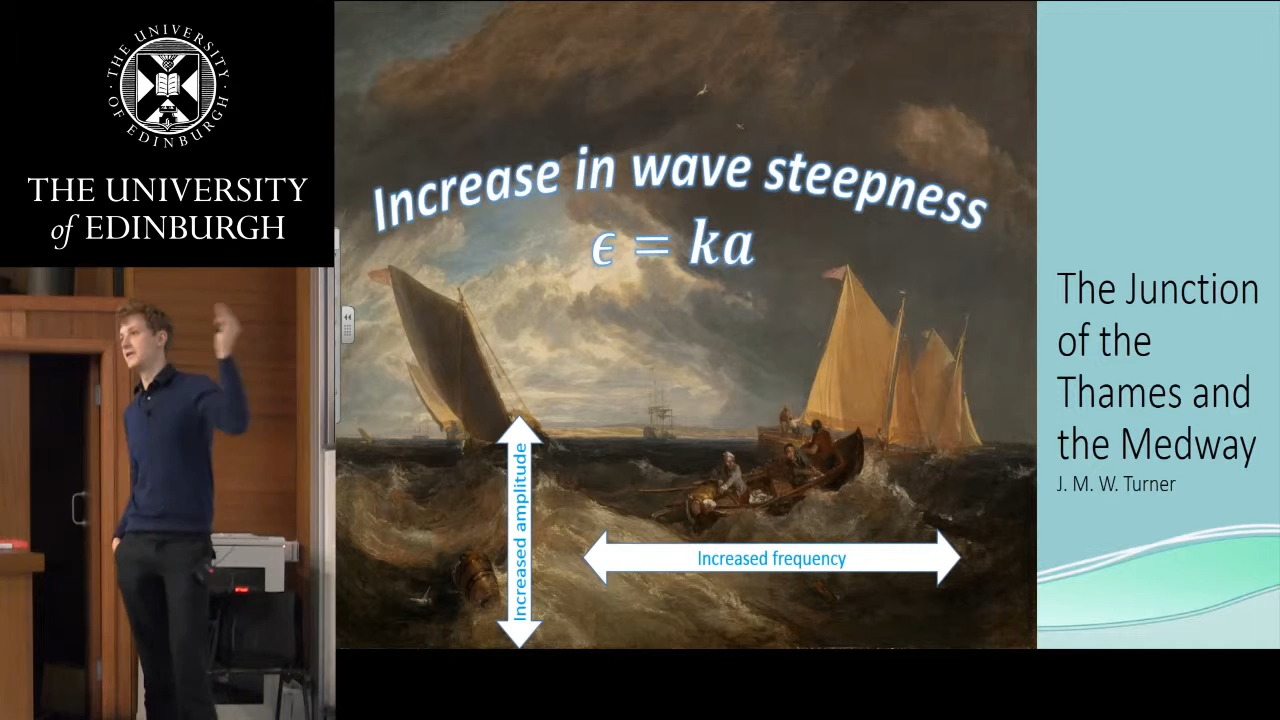 THE UNIVERSITY
OF EDINBURGH
THE UNIVERSITY
of EDINBURGH
Increase in wave steepness
ϵ = ka
Increased amplitude
Increased frequency
The Junction
of the
Thames and
the Medway
J. M. W. Turner